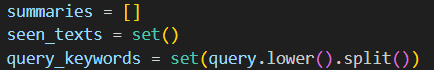 summaries = []
seen_texts = set()
query_keywords = set(query.lower().split())